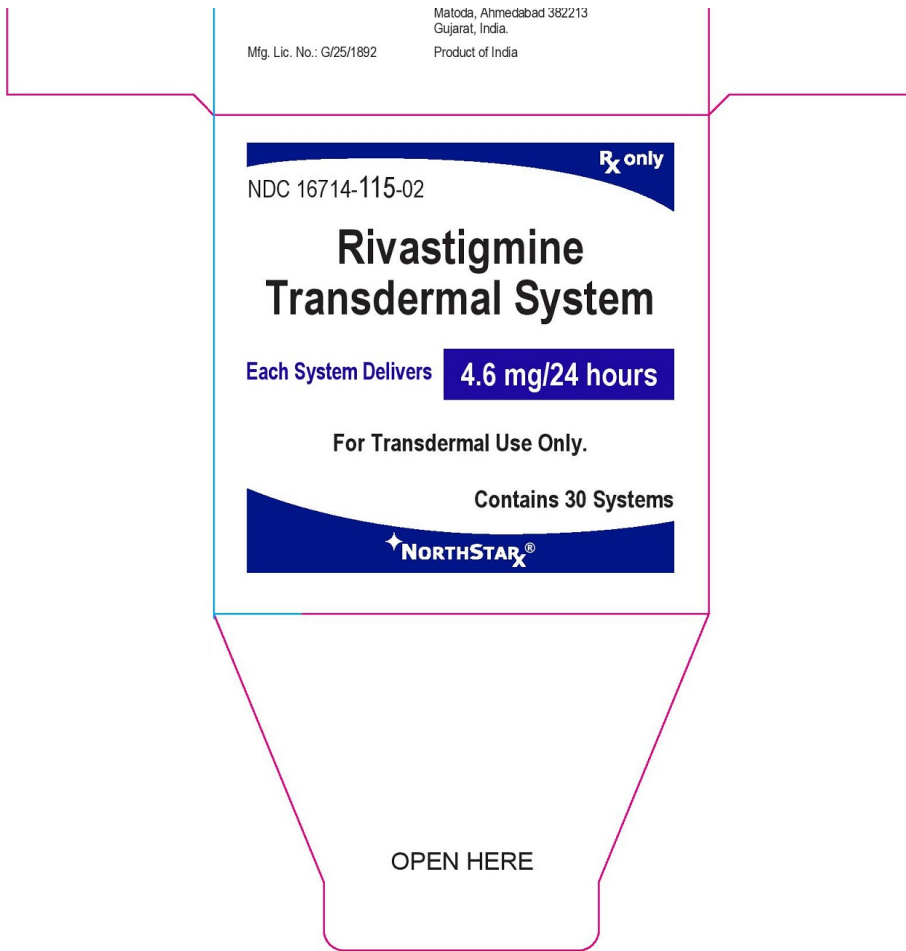 Matoda, Ahmedabad 382213
Gujarat, India.
Mfg. Lic. No.: G/25/1892 Product of India
Rx only
NDC 16714-115-02
Rivastigmine
Transdermal System
Each System Delivers 4.6 mg/24 hours
For Transdermal Use Only.
Contains 30 Systems
NORTHSTARx®
OPEN HERE